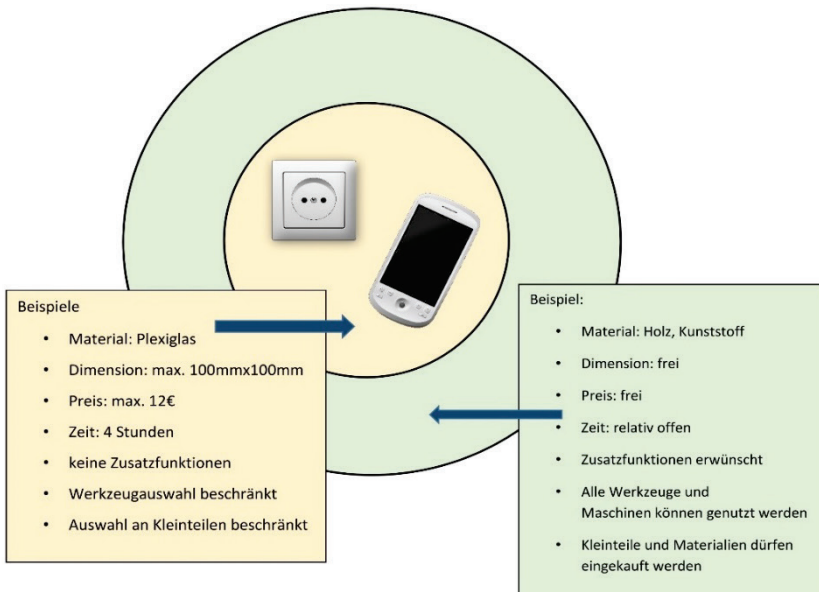 Beispiele
• Material: Plexiglas
• Dimension: max. 100mmx100mm
• Preis: max. 12€
• Zeit: 4 Stunden
• keine Zusatzfunktionen
• Werkzeugauswahl beschränkt
• Auswahl an Kleinteilen beschränkt
Beispiel:
• Material: Holz, Kunststoff
• Dimension: frei
• Preis: frei
• Zeit: relativ offen
• Zusatzfunktionen erwünscht
• Alle Werkzeuge und
Maschinen können genutzt werden
• Kleinteile und Materialien dürfen
eingekauft werden